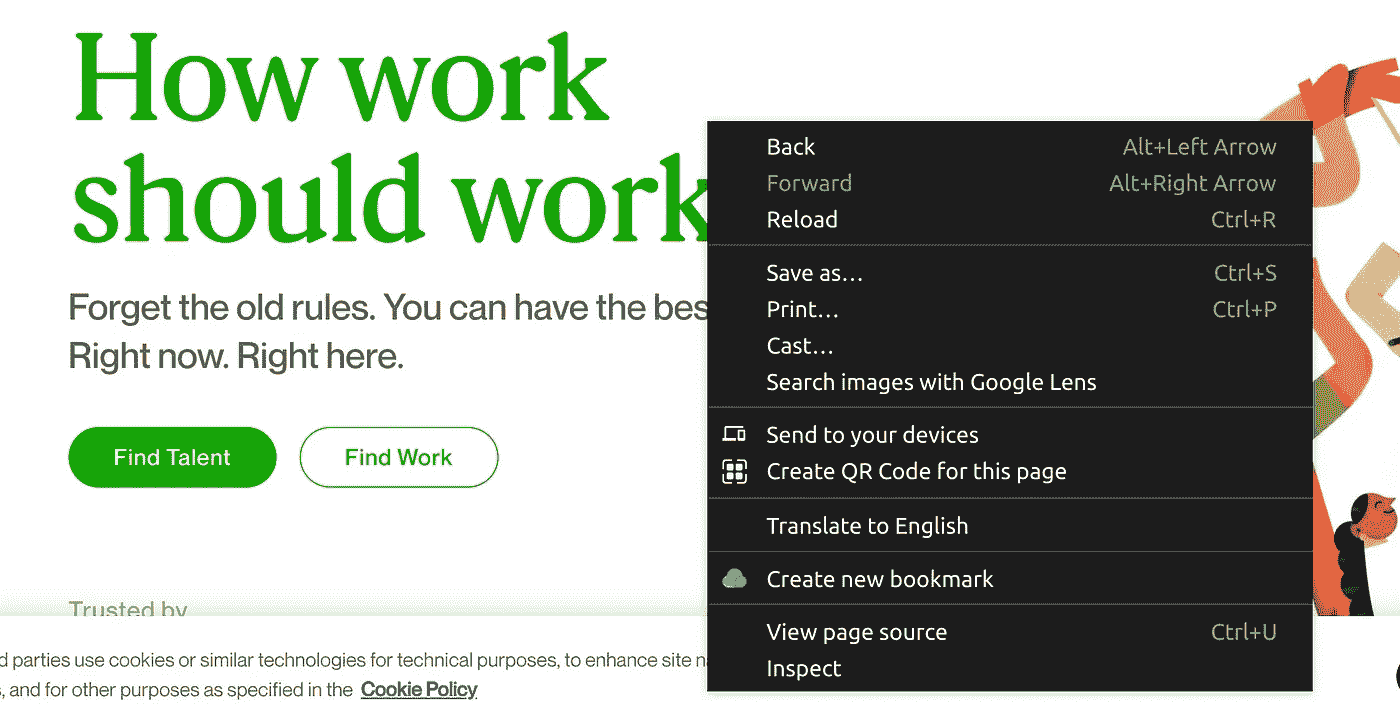 How work
should work
Forget the old rules. You can have the bes
Right now. Right here.
Find Talent
Find Work
Trusted by
d parties use cookies or similar technologies for technical purposes, to enhance site n
, and for other purposes as specified in the Cookie Policy
Back Alt+Left Arrow
Forward Alt+Right Arrow
Reload Ctrl+R
Save as… Ctrl+S
Print… Ctrl+P
Cast…
Search images with Google Lens
Send to your devices
Create QR Code for this page
Translate to English
Create new bookmark
View page source Ctrl+U
Inspect